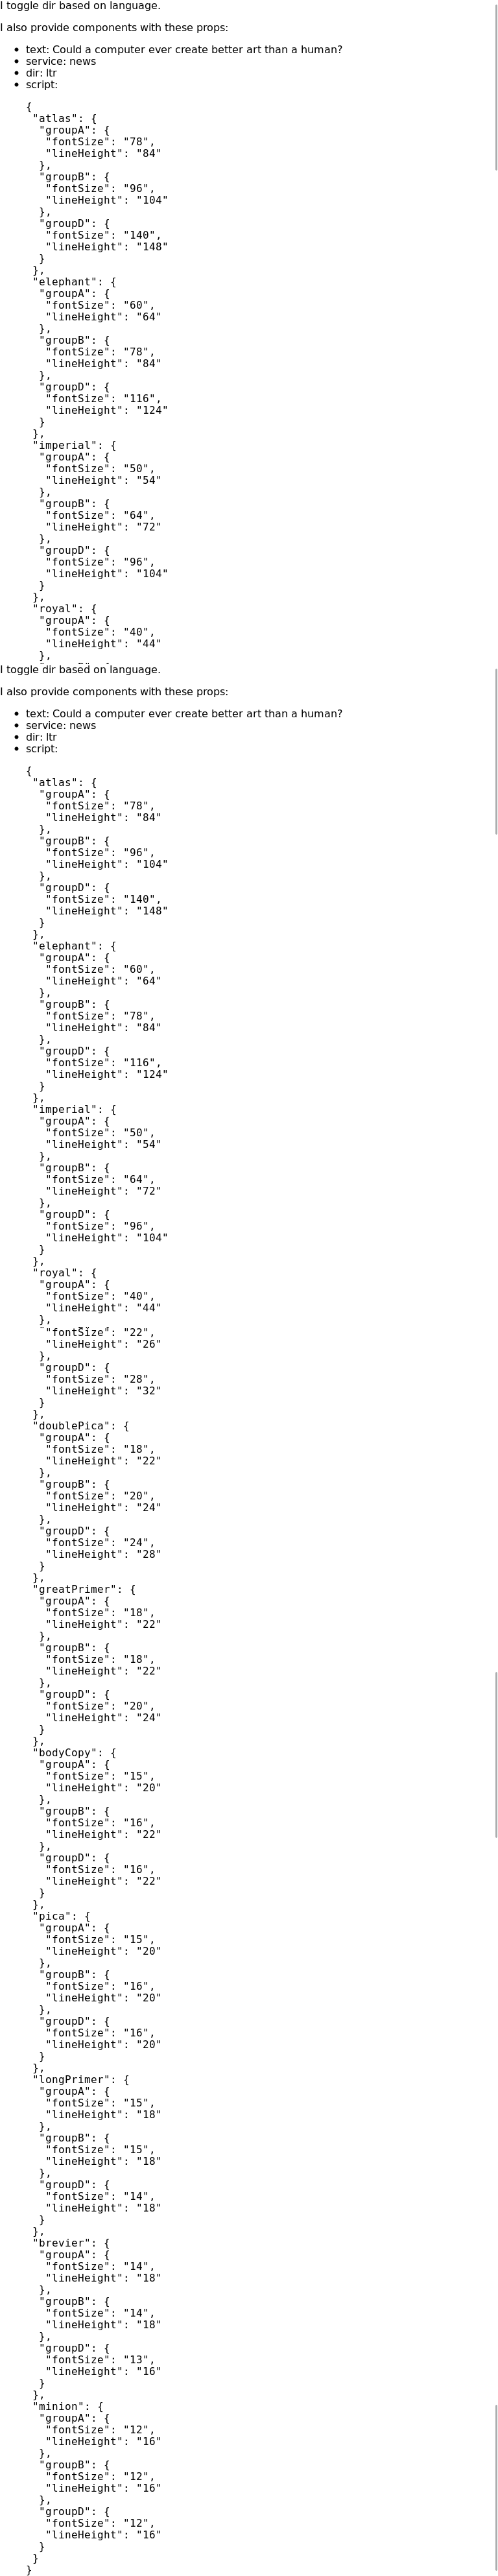 I toggle dir based on language.
I also provide components with these props:
• text: Could a computer ever create better art than a human?
• service: news
• dir: ltr
• script:
{
"atlas": {
"groupA": {
"fontSize": "78",
"lineHeight": "84"
},
"groupB": {
"fontSize": "96",
"lineHeight": "104"
},
"groupD": {
"fontSize": "140",
"lineHeight": "148"
}
},
"elephant": {
"groupA": {
"fontSize": "60",
"lineHeight": "64"
},
"groupB": {
"fontSize": "78",
"lineHeight": "84"
},
"groupD": {
"fontSize": "116",
"lineHeight": "124"
}
},
"imperial": {
"groupA": {
"fontSize": "50",
"lineHeight": "54"
},
"groupB": {
"fontSize": "64",
"lineHeight": "72"
},
"groupD": {
"fontSize": "96",
"lineHeight": "104"
}
},
"royal": {
"groupA": {
"fontSize": "40",
"lineHeight": "44"
},
I toggle dir based on language.
I also provide components with these props:
• text: Could a computer ever create better art than a human?
• service: news
• dir: ltr
• script:
{
"atlas": {
"groupA": {
"fontSize": "78",
"lineHeight": "84"
},
"groupB": {
"fontSize": "96",
"lineHeight": "104"
},
"groupD": {
"fontSize": "140",
"lineHeight": "148"
}
},
"elephant": {
"groupA": {
"fontSize": "60",
"lineHeight": "64"
},
"groupB": {
"fontSize": "78",
"lineHeight": "84"
},
"groupD": {
"fontSize": "116",
"lineHeight": "124"
}
},
"imperial": {
"groupA": {
"fontSize": "50",
"lineHeight": "54"
},
"groupB": {
"fontSize": "64",
"lineHeight": "72"
},
"groupD": {
"fontSize": "96",
"lineHeight": "104"
}
},
"royal": {
"groupA": {
"fontSize": "40",
"lineHeight": "44"
},
"fontSize": "22",
"lineHeight": "26"
},
"groupD": {
"fontSize": "28",
"lineHeight": "32"
}
},
"doublePica": {
"groupA": {
"fontSize": "18",
"lineHeight": "22"
},
"groupB": {
"fontSize": "20",
"lineHeight": "24"
},
"groupD": {
"fontSize": "24",
"lineHeight": "28"
}
},
"greatPrimer": {
"groupA": {
"fontSize": "18",
"lineHeight": "22"
},
"groupB": {
"fontSize": "18",
"lineHeight": "22"
},
"groupD": {
"fontSize": "20",
"lineHeight": "24"
}
},
"bodyCopy": {
"groupA": {
"fontSize": "15",
"lineHeight": "20"
},
"groupB": {
"fontSize": "16",
"lineHeight": "22"
},
"groupD": {
"fontSize": "16",
"lineHeight": "22"
}
},
"pica": {
"groupA": {
"fontSize": "15",
"lineHeight": "20"
},
"groupB": {
"fontSize": "16",
"lineHeight": "20"
},
"groupD": {
"fontSize": "16",
"lineHeight": "20"
}
},
"longPrimer": {
"groupA": {
"fontSize": "15",
"lineHeight": "18"
},
"groupB": {
"fontSize": "15",
"lineHeight": "18"
},
"groupD": {
"fontSize": "14",
"lineHeight": "18"
}
},
"brevier": {
"groupA": {
"fontSize": "14",
"lineHeight": "18"
},
"groupB": {
"fontSize": "14",
"lineHeight": "18"
},
"groupD": {
"fontSize": "13",
"lineHeight": "16"
}
},
"minion": {
"groupA": {
"fontSize": "12",
"lineHeight": "16"
},
"groupB": {
"fontSize": "12",
"lineHeight": "16"
},
"groupD": {
"fontSize": "12",
"lineHeight": "16"
}
}
}